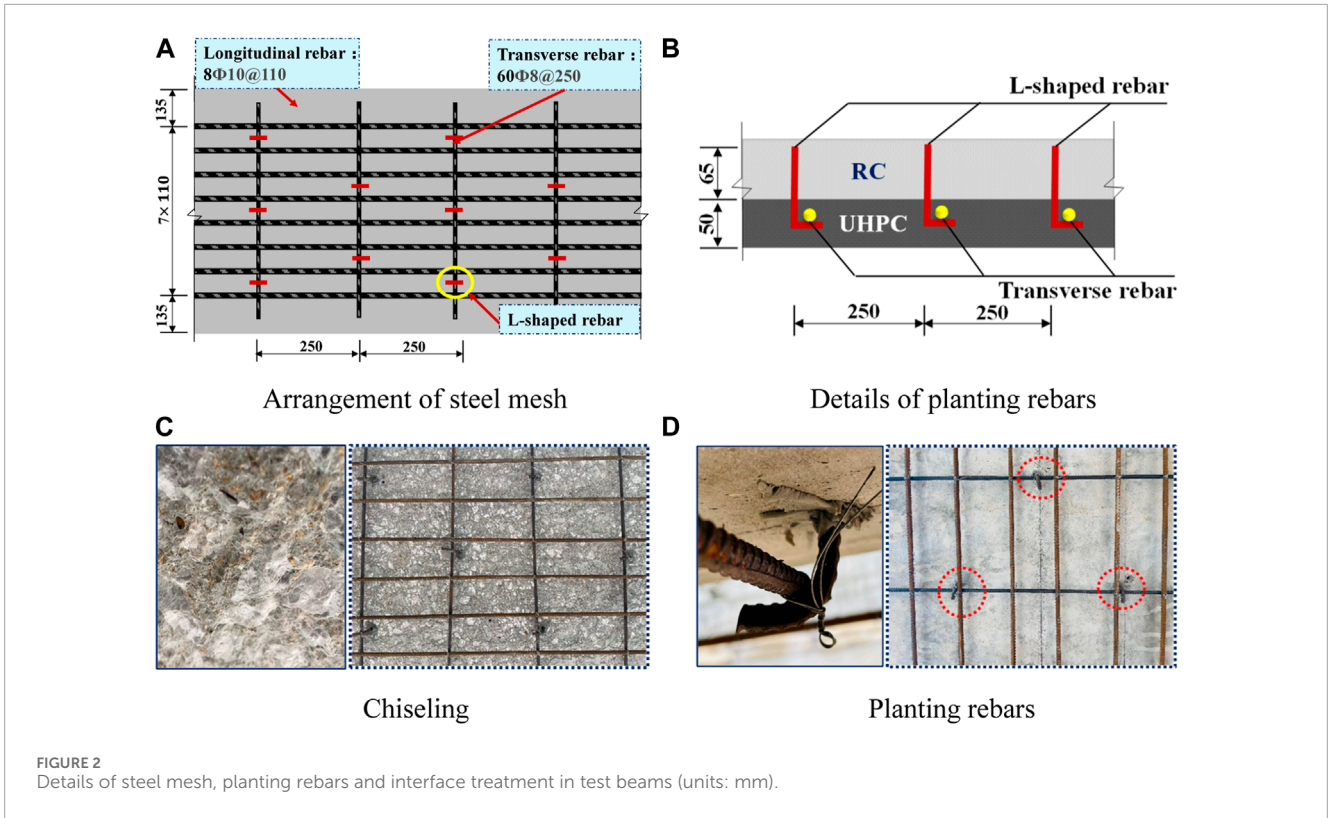 A
Longitudinal rebar：
8Φ10@110
Transverse rebar：
60Φ8@250
135
7×110
135
L-shaped rebar
250
250
Arrangement of steel mesh
B
L-shaped rebar
RC
65
UHPC
50
Transverse rebar
250
250
Details of planting rebars
C
Chiseling
D
Planting rebars
FIGURE 2
Details of steel mesh, planting rebars and interface treatment in test beams (units: mm).